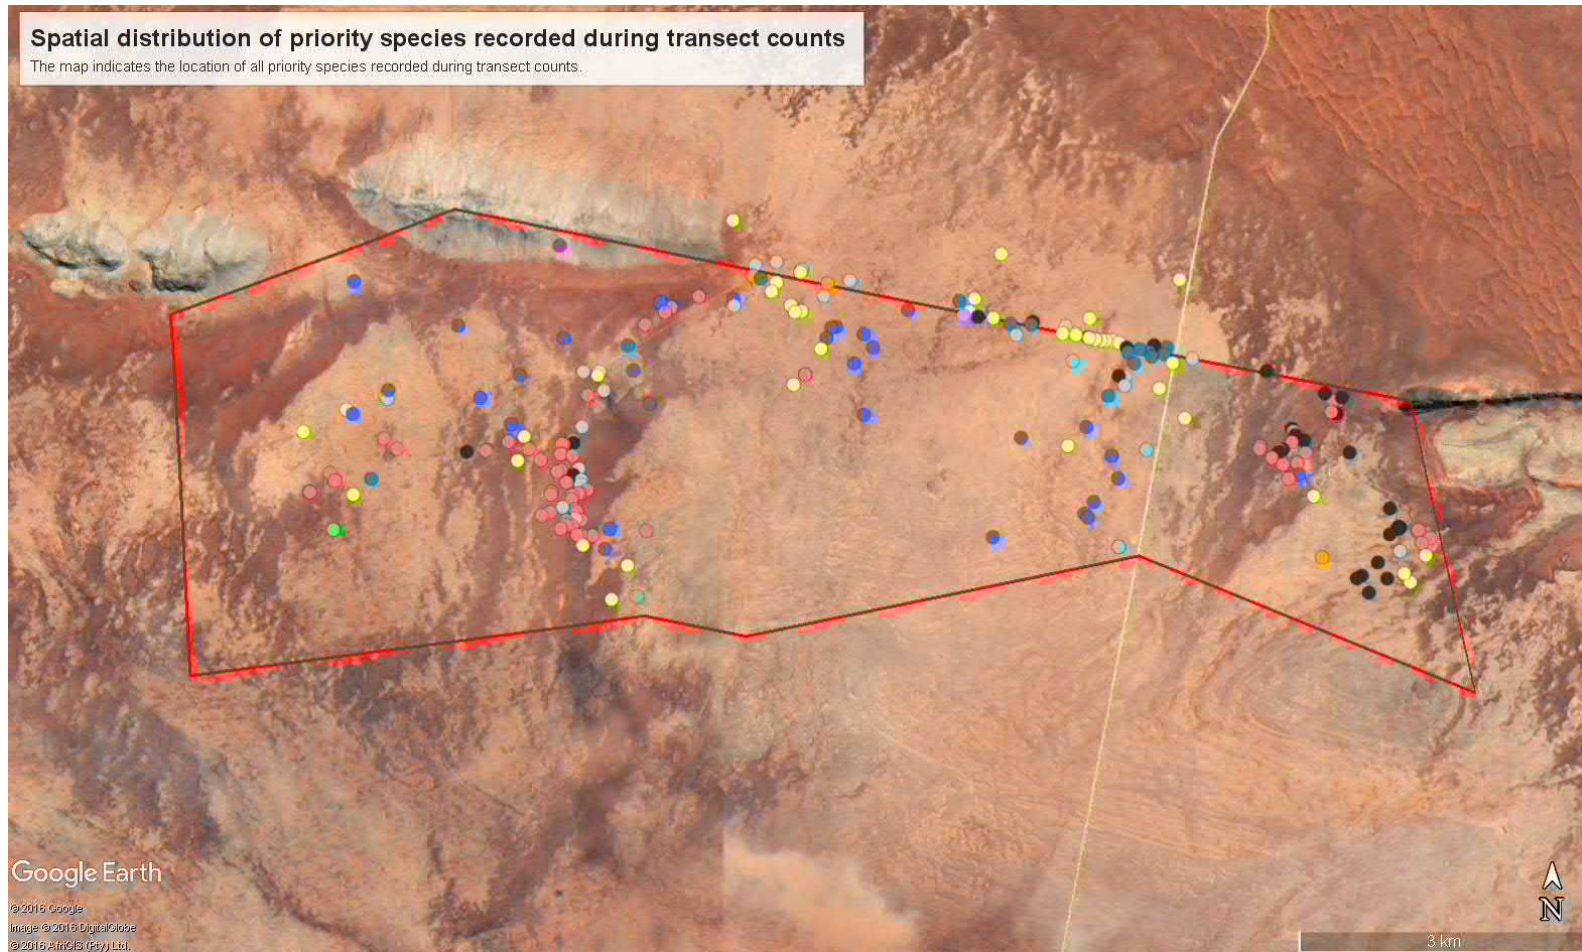 Spatial distribution of priority species recorded during transect counts
The map indicates the location of all priority species recorded during transect counts.
Google Earth
© 2016 Google
Image © 2016 DigitalGlobe
© 2016 AfriGIS (Pty) Ltd.
N
3 km